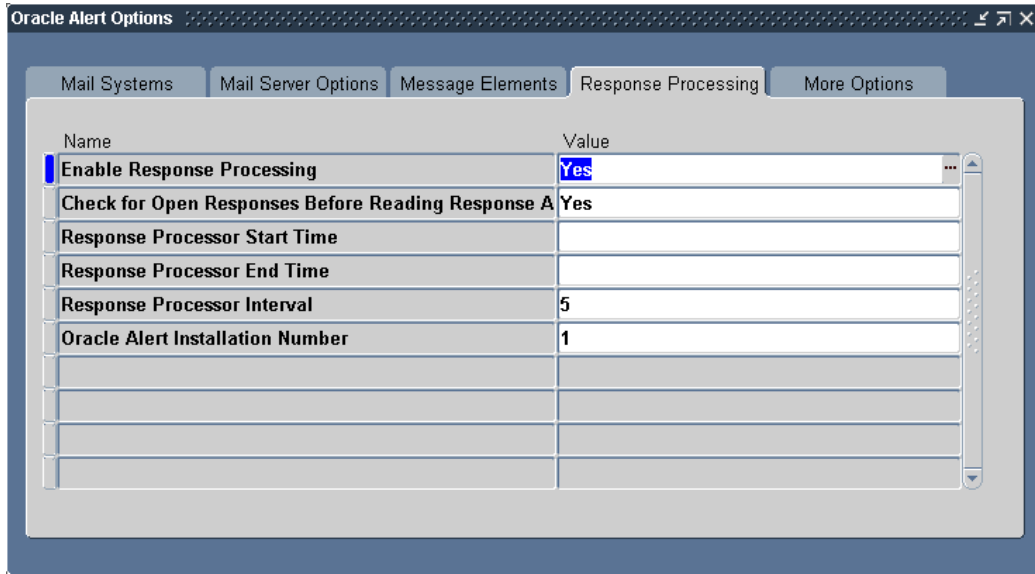 Oracle Alert Options
Mail Systems Mail Server Options Message Elements Response Processing More Options
Name Value
Enable Response Processing Yes ...
Check for Open Responses Before Reading Response A Yes
Response Processor Start Time
Response Processor End Time
Response Processor Interval 5
Oracle Alert Installation Number 1